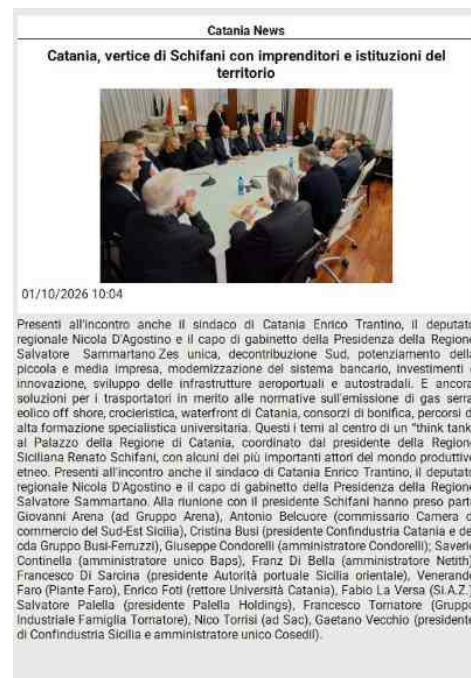 Catania News
Catania, vertice di Schifani con imprenditori e istituzioni del
territorio
01/10/2026 10:04
Presenti all'incontro anche il sindaco di Catania Enrico Trantino, il deputato
regionale Nicola D'Agostino e il capo di gabinetto della Presidenza della Regione
Salvatore Sammartano Zes unica, decontribuzione Sud, potenziamento della
piccola e media impresa, modernizzazione del sistema bancario, investimenti e
innovazione, sviluppo delle infrastrutture aeroportuali e autostradali. E ancora
soluzioni per i trasportatori in merito alle normative sull'emissione di gas serra,
eolico off shore, crocieristica, waterfront di Catania, consorzi di bonifica, percorsi di
alta formazione specialistica universitaria. Questi i temi al centro di un "think tank"
al Palazzo della Regione di Catania, coordinato dal presidente della Regione
Siciliana Renato Schifani, con alcuni dei più importanti attori del mondo produttivo
etneo. Presenti all'incontro anche il sindaco di Catania Enrico Trantino, il deputato
regionale Nicola D'Agostino e il capo di gabinetto della Presidenza della Regione
Salvatore Sammartano. Alla riunione con il presidente Schifani hanno preso parte
Giovanni Arena (ad Gruppo Arena), Antonio Belcuore (commissario Camera di
commercio del Sud-Est Sicilia), Cristina Busi (presidente Confindustria Catania e del
cda Gruppo Busi-Ferruzzi), Giuseppe Condorelli (amministratore Condorelli); Saverio
Continella (amministratore unico Baps), Franz Di Bella (amministratore Netith),
Francesco Di Sarcina (presidente Autorità portuale Sicilia orientale), Venerando
Faro (Piante Faro), Enrico Foti (rettore Università Catania), Fabio La Versa (Si.A.Z.),
Salvatore Palella (presidente Palella Holdings), Francesco Tornatore (Gruppo
Industriale Famiglia Tornatore), Nico Torrisi (ad Sac), Gaetano Vecchio (presidente
di Confindustria Sicilia e amministratore unico Cosedil).